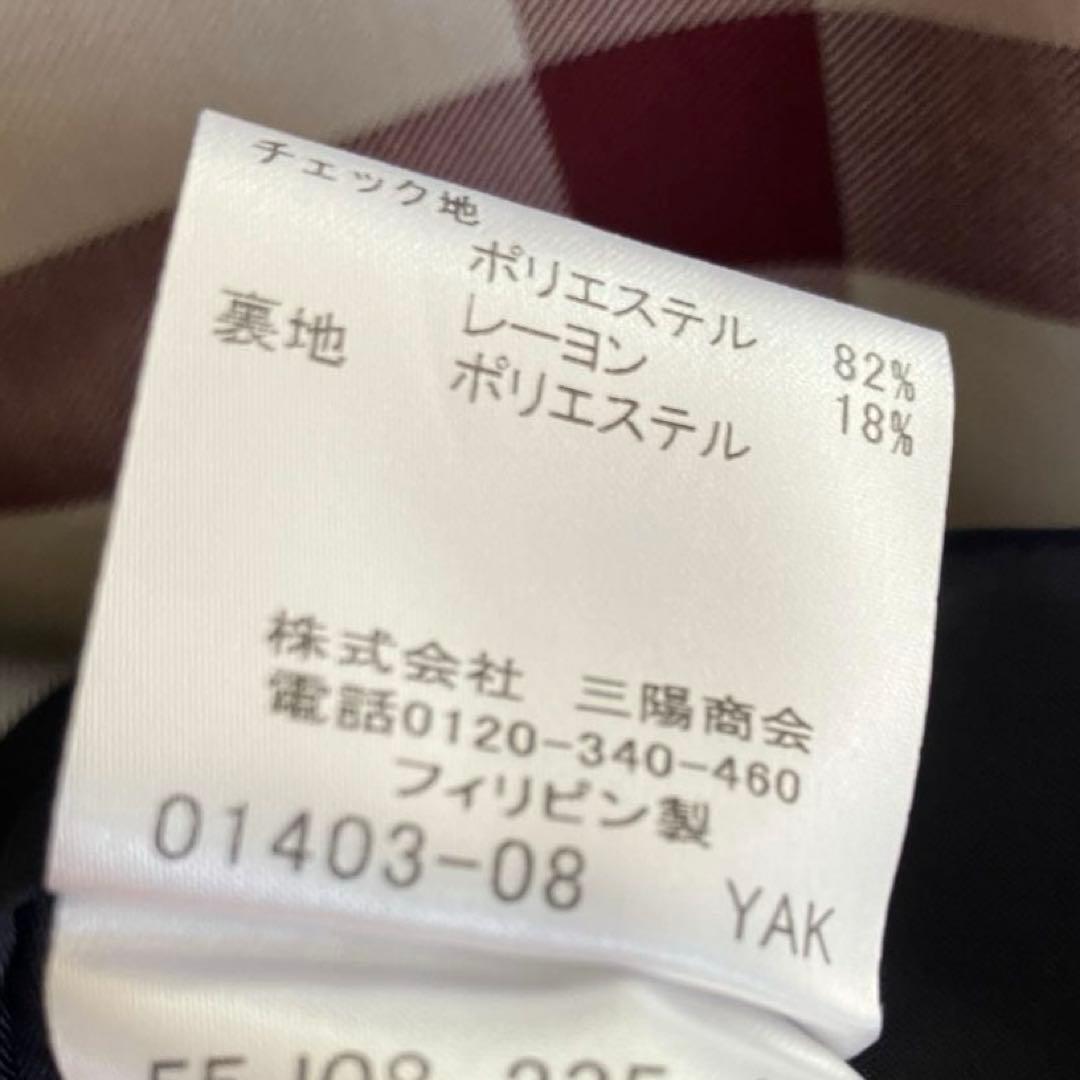 チェック地
ポリエステル 82%
レーヨン 18%
裏地 ポリエステル
株式会社 三陽商会
電話0120-340-460
フィリピン製
01403-08 YAK